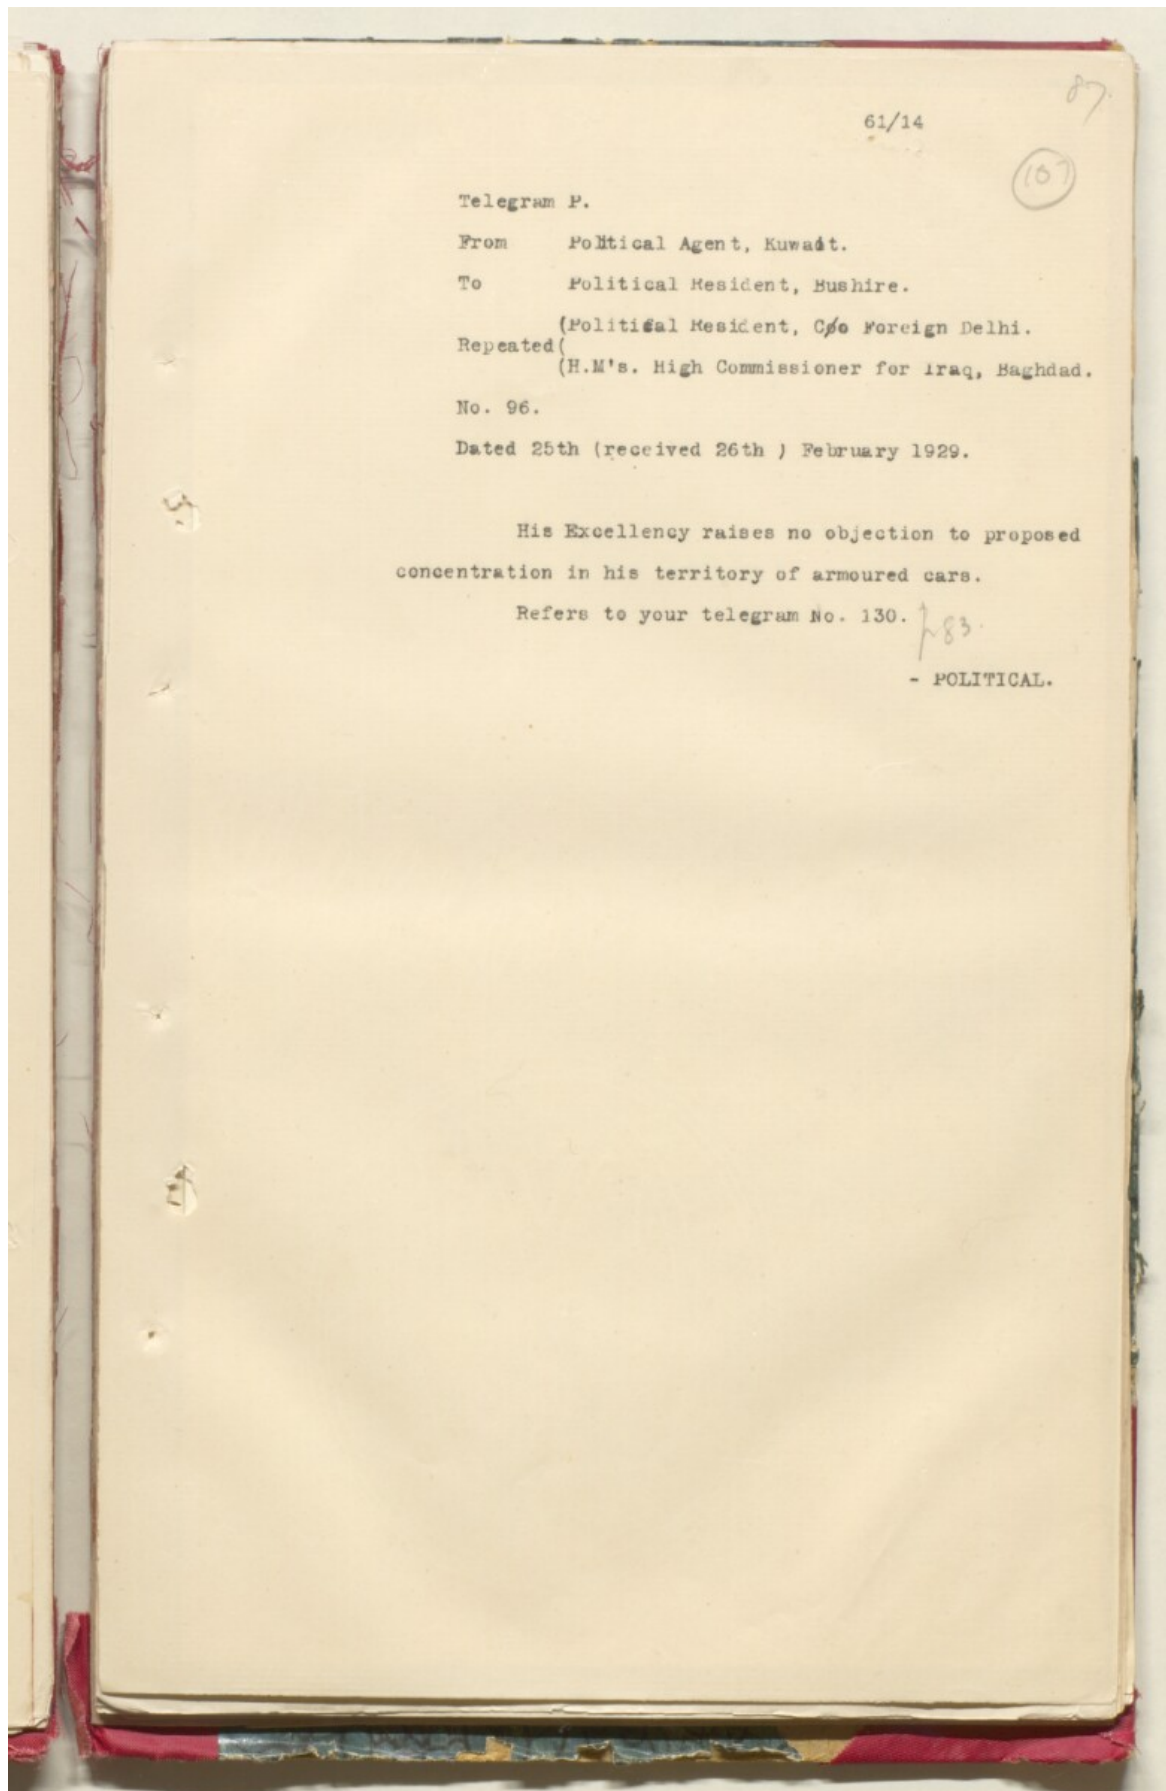 87.
61/14
(107)
Telegram P.
From Political Agent, Kuwait.
To Political Resident, Bushire.
(Political Resident, C/o Foreign Delhi.
Repeated(
(H.M's. High Commissioner for Iraq, Baghdad.
No. 96.
Dated 25th (received 26th ) February 1929.
His Excellency raises no objection to proposed
concentration in his territory of armoured cars.
Refers to your telegram No. 130. p83.
- POLITICAL.